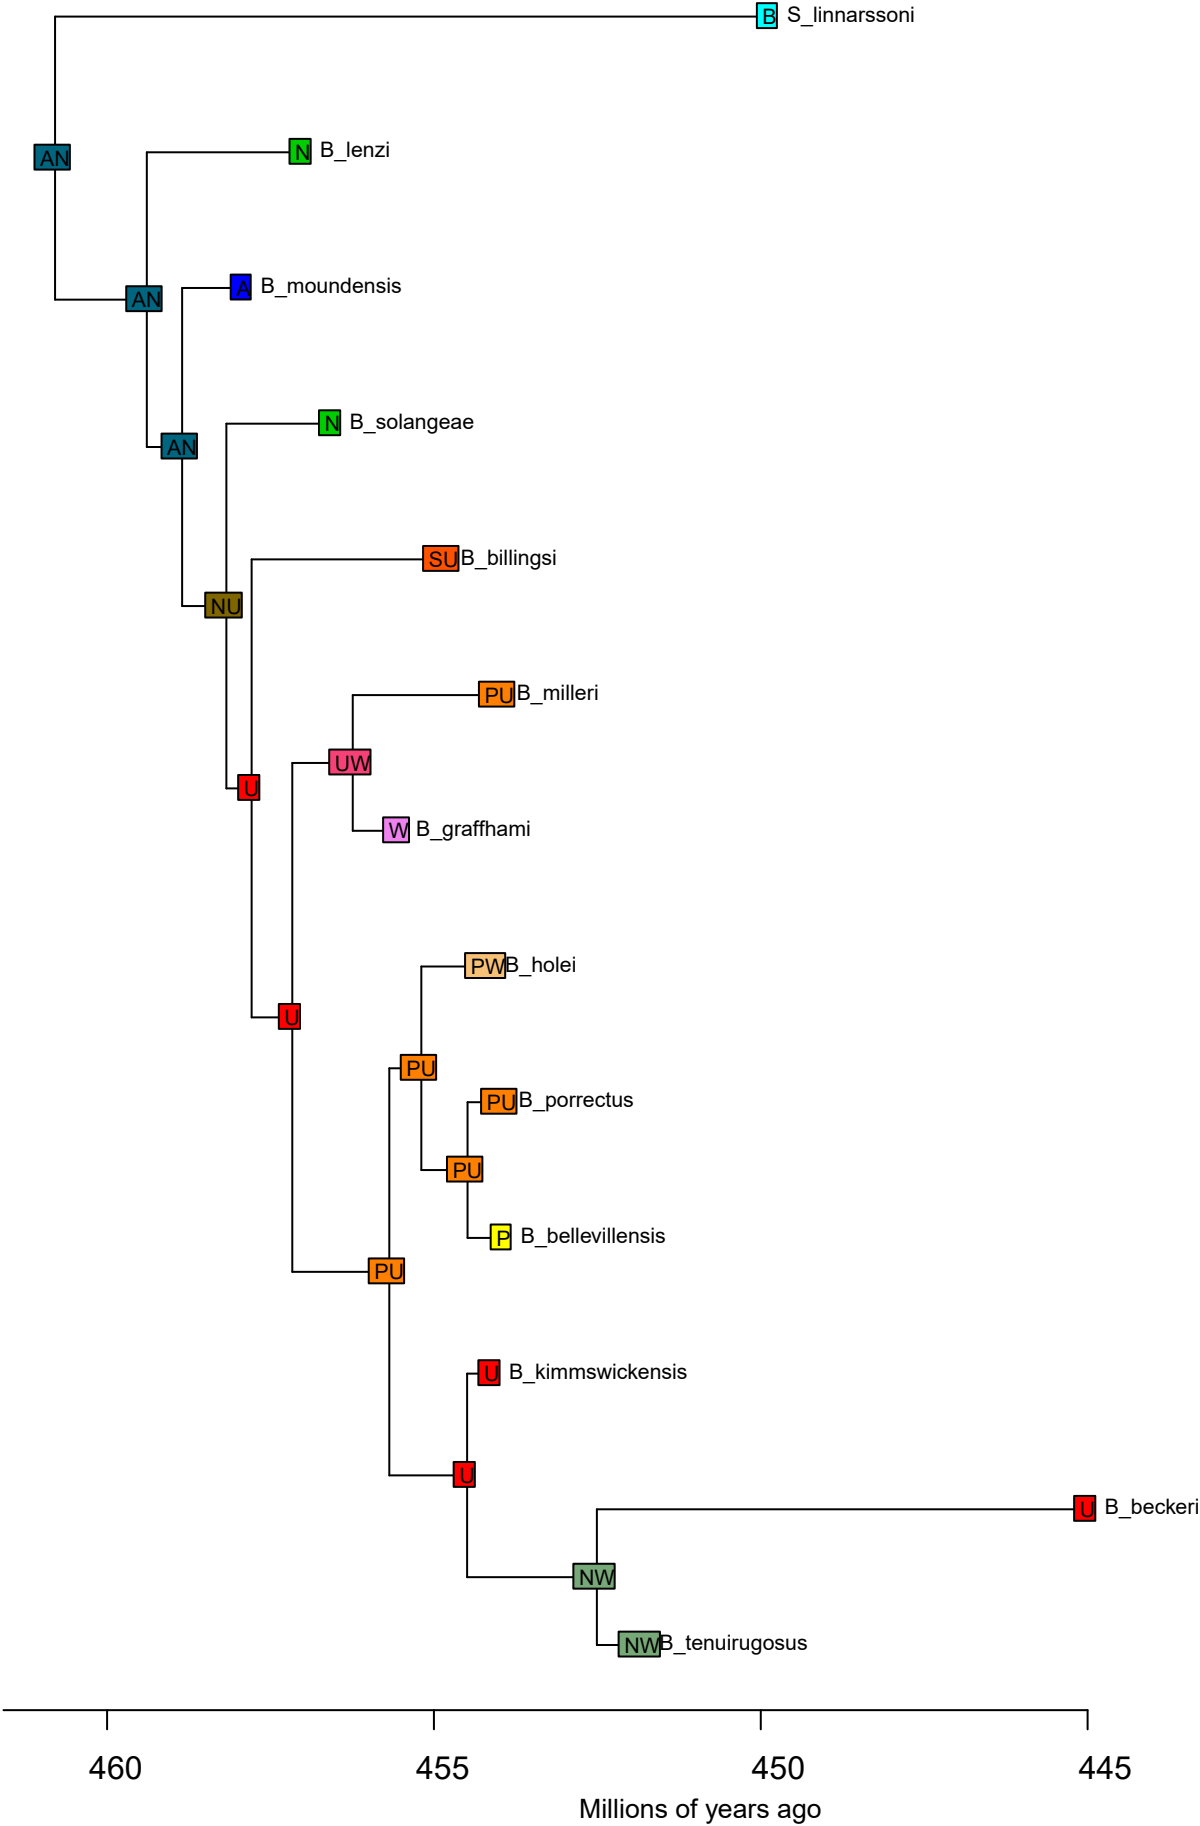 B S_linnarssoni
N B_lenzi
AN
A B_moundensis
AN
N B_solangeae
AN
SU B_billingsi
NU
PU B_milleri
UW
U
W B_graffhami
PW B_holei
U
PU
PU B_porrectus
PU
P B_bellevillensis
PU
U B_kimmswickensis
U
U B_beckeri
NW
NW B_tenuirugosus
460 455 450 445
Millions of years ago